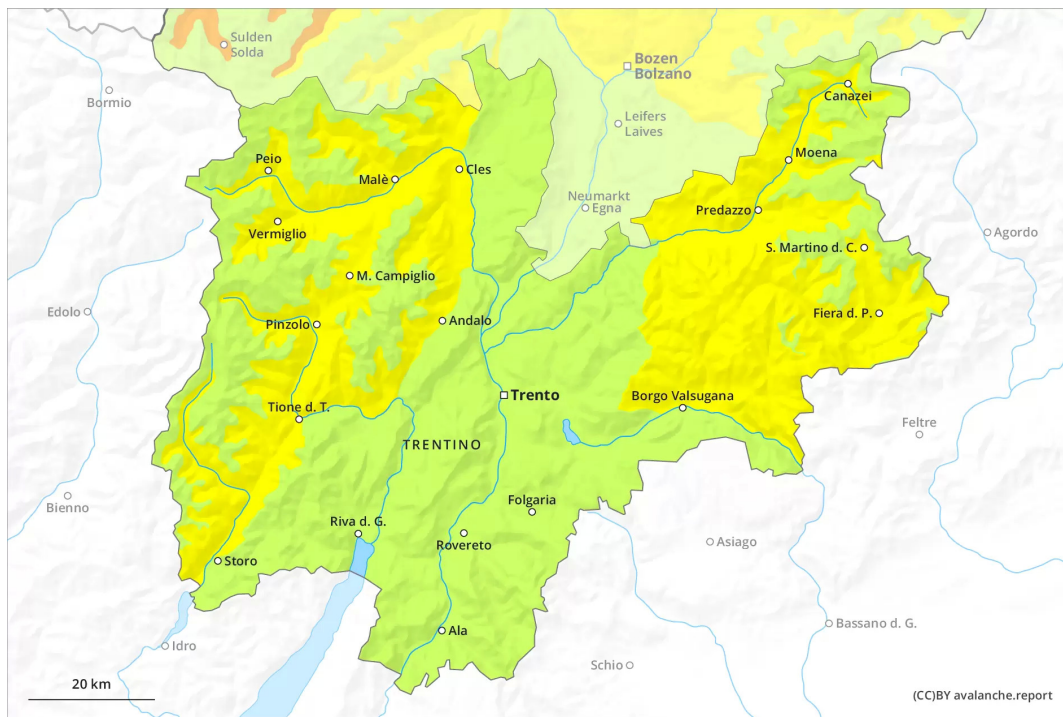 Sulden
Solda
Bozen
Bolzano
Bormio
Canazei
Leifers
Laives
Moena
Peio
Malè
Cles
Neumarkt
Egna
Predazzo
Vermiglio
Agordo
S. Martino d. C.
M. Campiglio
Edolo
Pinzolo
Andalo
Fiera d. P.
Trento
Borgo Valsugana
Tione d. T.
Feltre
TRENTINO
Bienno
Folgaria
Riva d. G.
Rovereto
Asiago
Storo
Bassano d. G.
Ala
Idro
Schio
20 km
(CC)BY avalanche.report